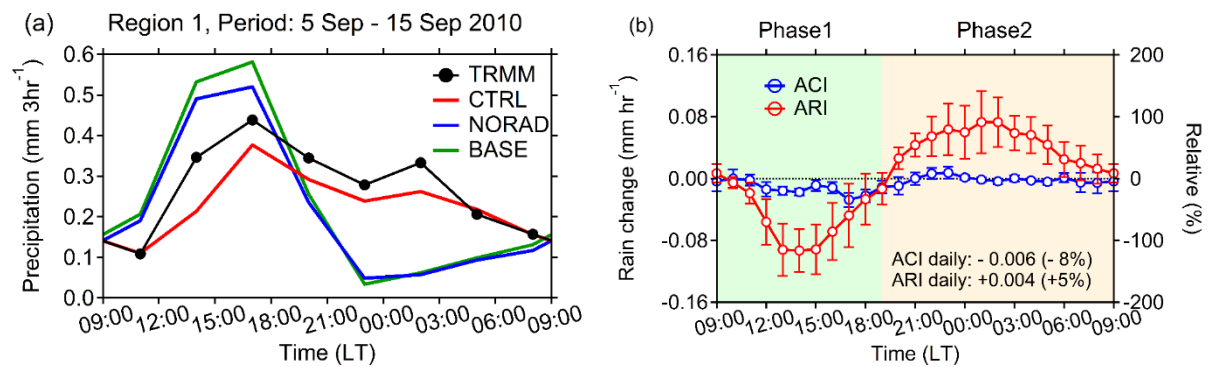 (a)
Region 1, Period: 5 Sep - 15 Sep 2010
Precipitation (mm 3hr⁻¹)
0.6
0.5
0.4
0.3
0.2
0.1
0.0
TRMM
CTRL
NORAD
BASE
09:00 12:00 15:00 18:00 21:00 00:00 03:00 06:00 09:00
Time (LT)
(b)
Phase1 Phase2
Rain change (mm hr⁻¹)
0.16
0.08
0.00
-0.08
-0.16
ACI
ARI
ACI daily: - 0.006 (- 8%)
ARI daily: +0.004 (+5%)
200
100
0
-100
-200
Relative (%)
09:00 12:00 15:00 18:00 21:00 00:00 03:00 06:00 09:00
Time (LT)